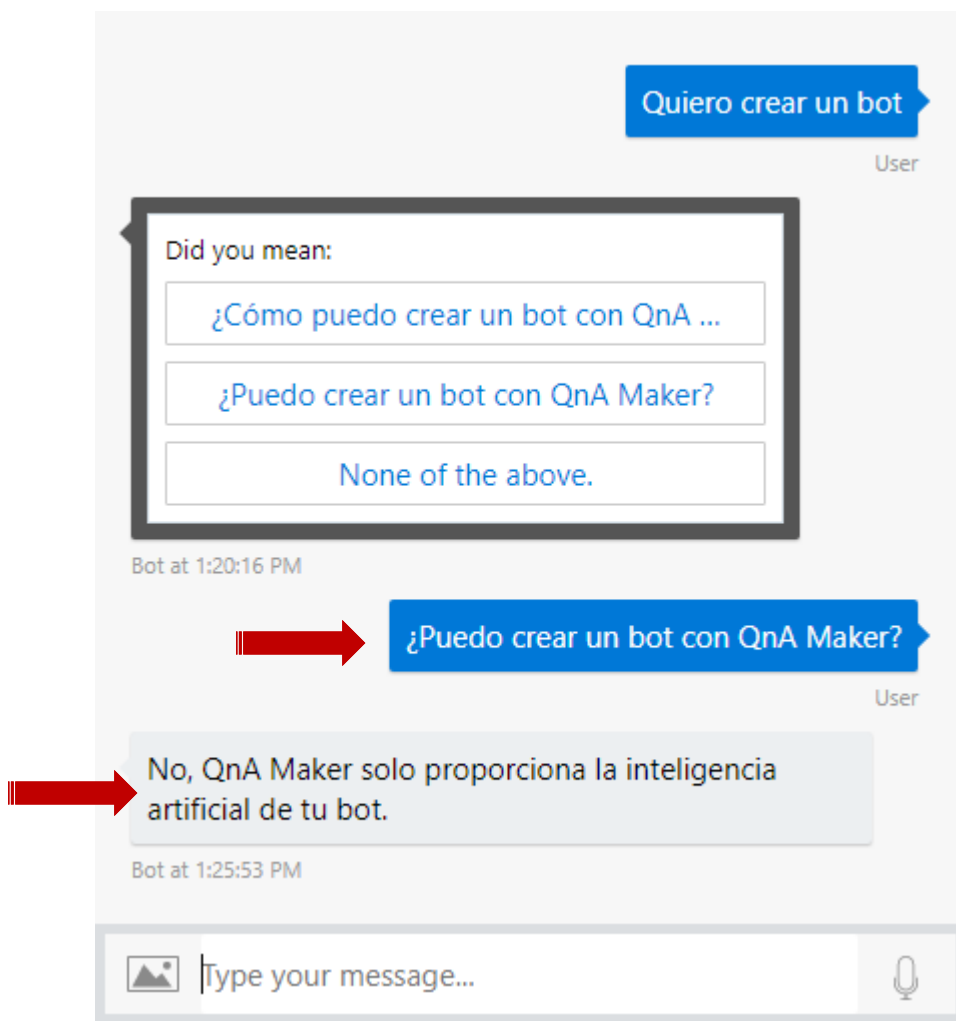 Quiero crear un bot
User
Did you mean:
¿Cómo puedo crear un bot con QnA ...
¿Puedo crear un bot con QnA Maker?
None of the above.
Bot at 1:20:16 PM
¿Puedo crear un bot con QnA Maker?
User
No, QnA Maker solo proporciona la inteligencia
artificial de tu bot.
Bot at 1:25:53 PM
Type your message...